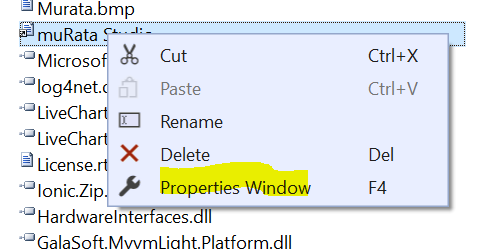 Murata.bmp
muRata Studio
Microsof
log4net.
LiveChart
LiveChart
License.rt
Ionic.Zip.
HardwareInterfaces.dll
GalaSoft.MvvmLight.Platform.dll
Cut Ctrl+X
Paste Ctrl+V
Rename
Delete Del
Properties Window F4